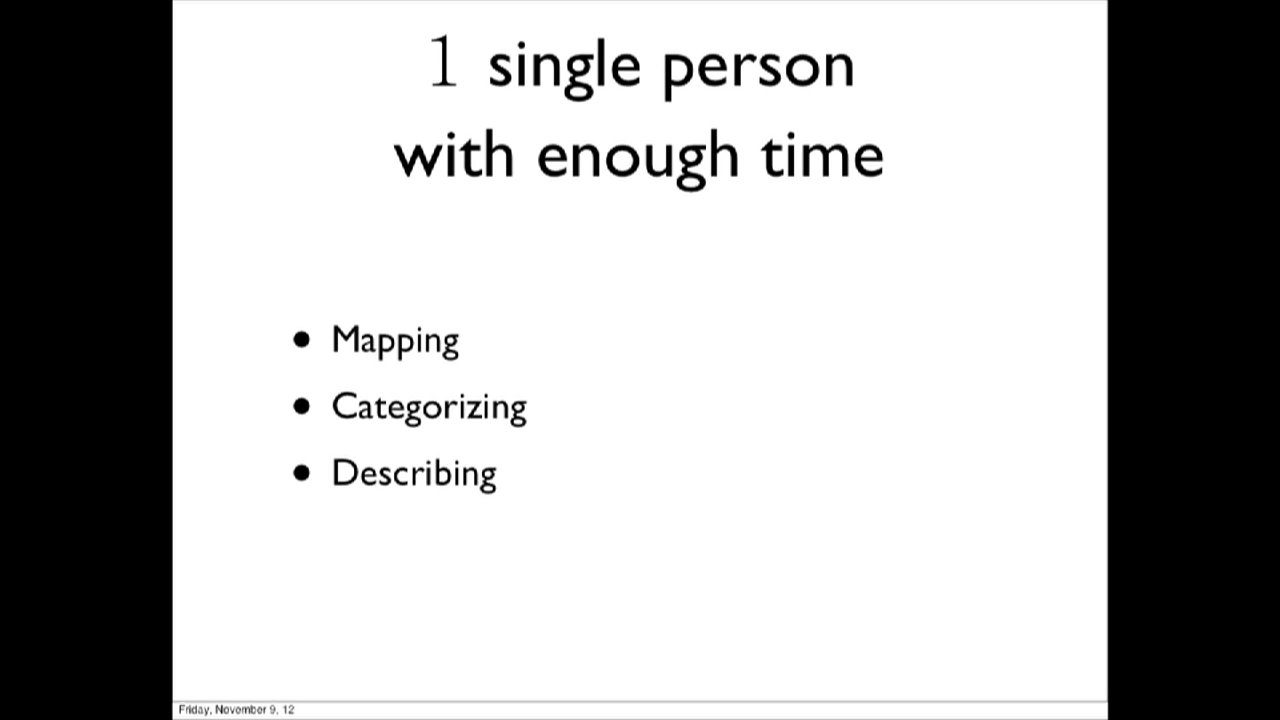 1 single person
with enough time
• Mapping
• Categorizing
• Describing
Friday, November 9, 12